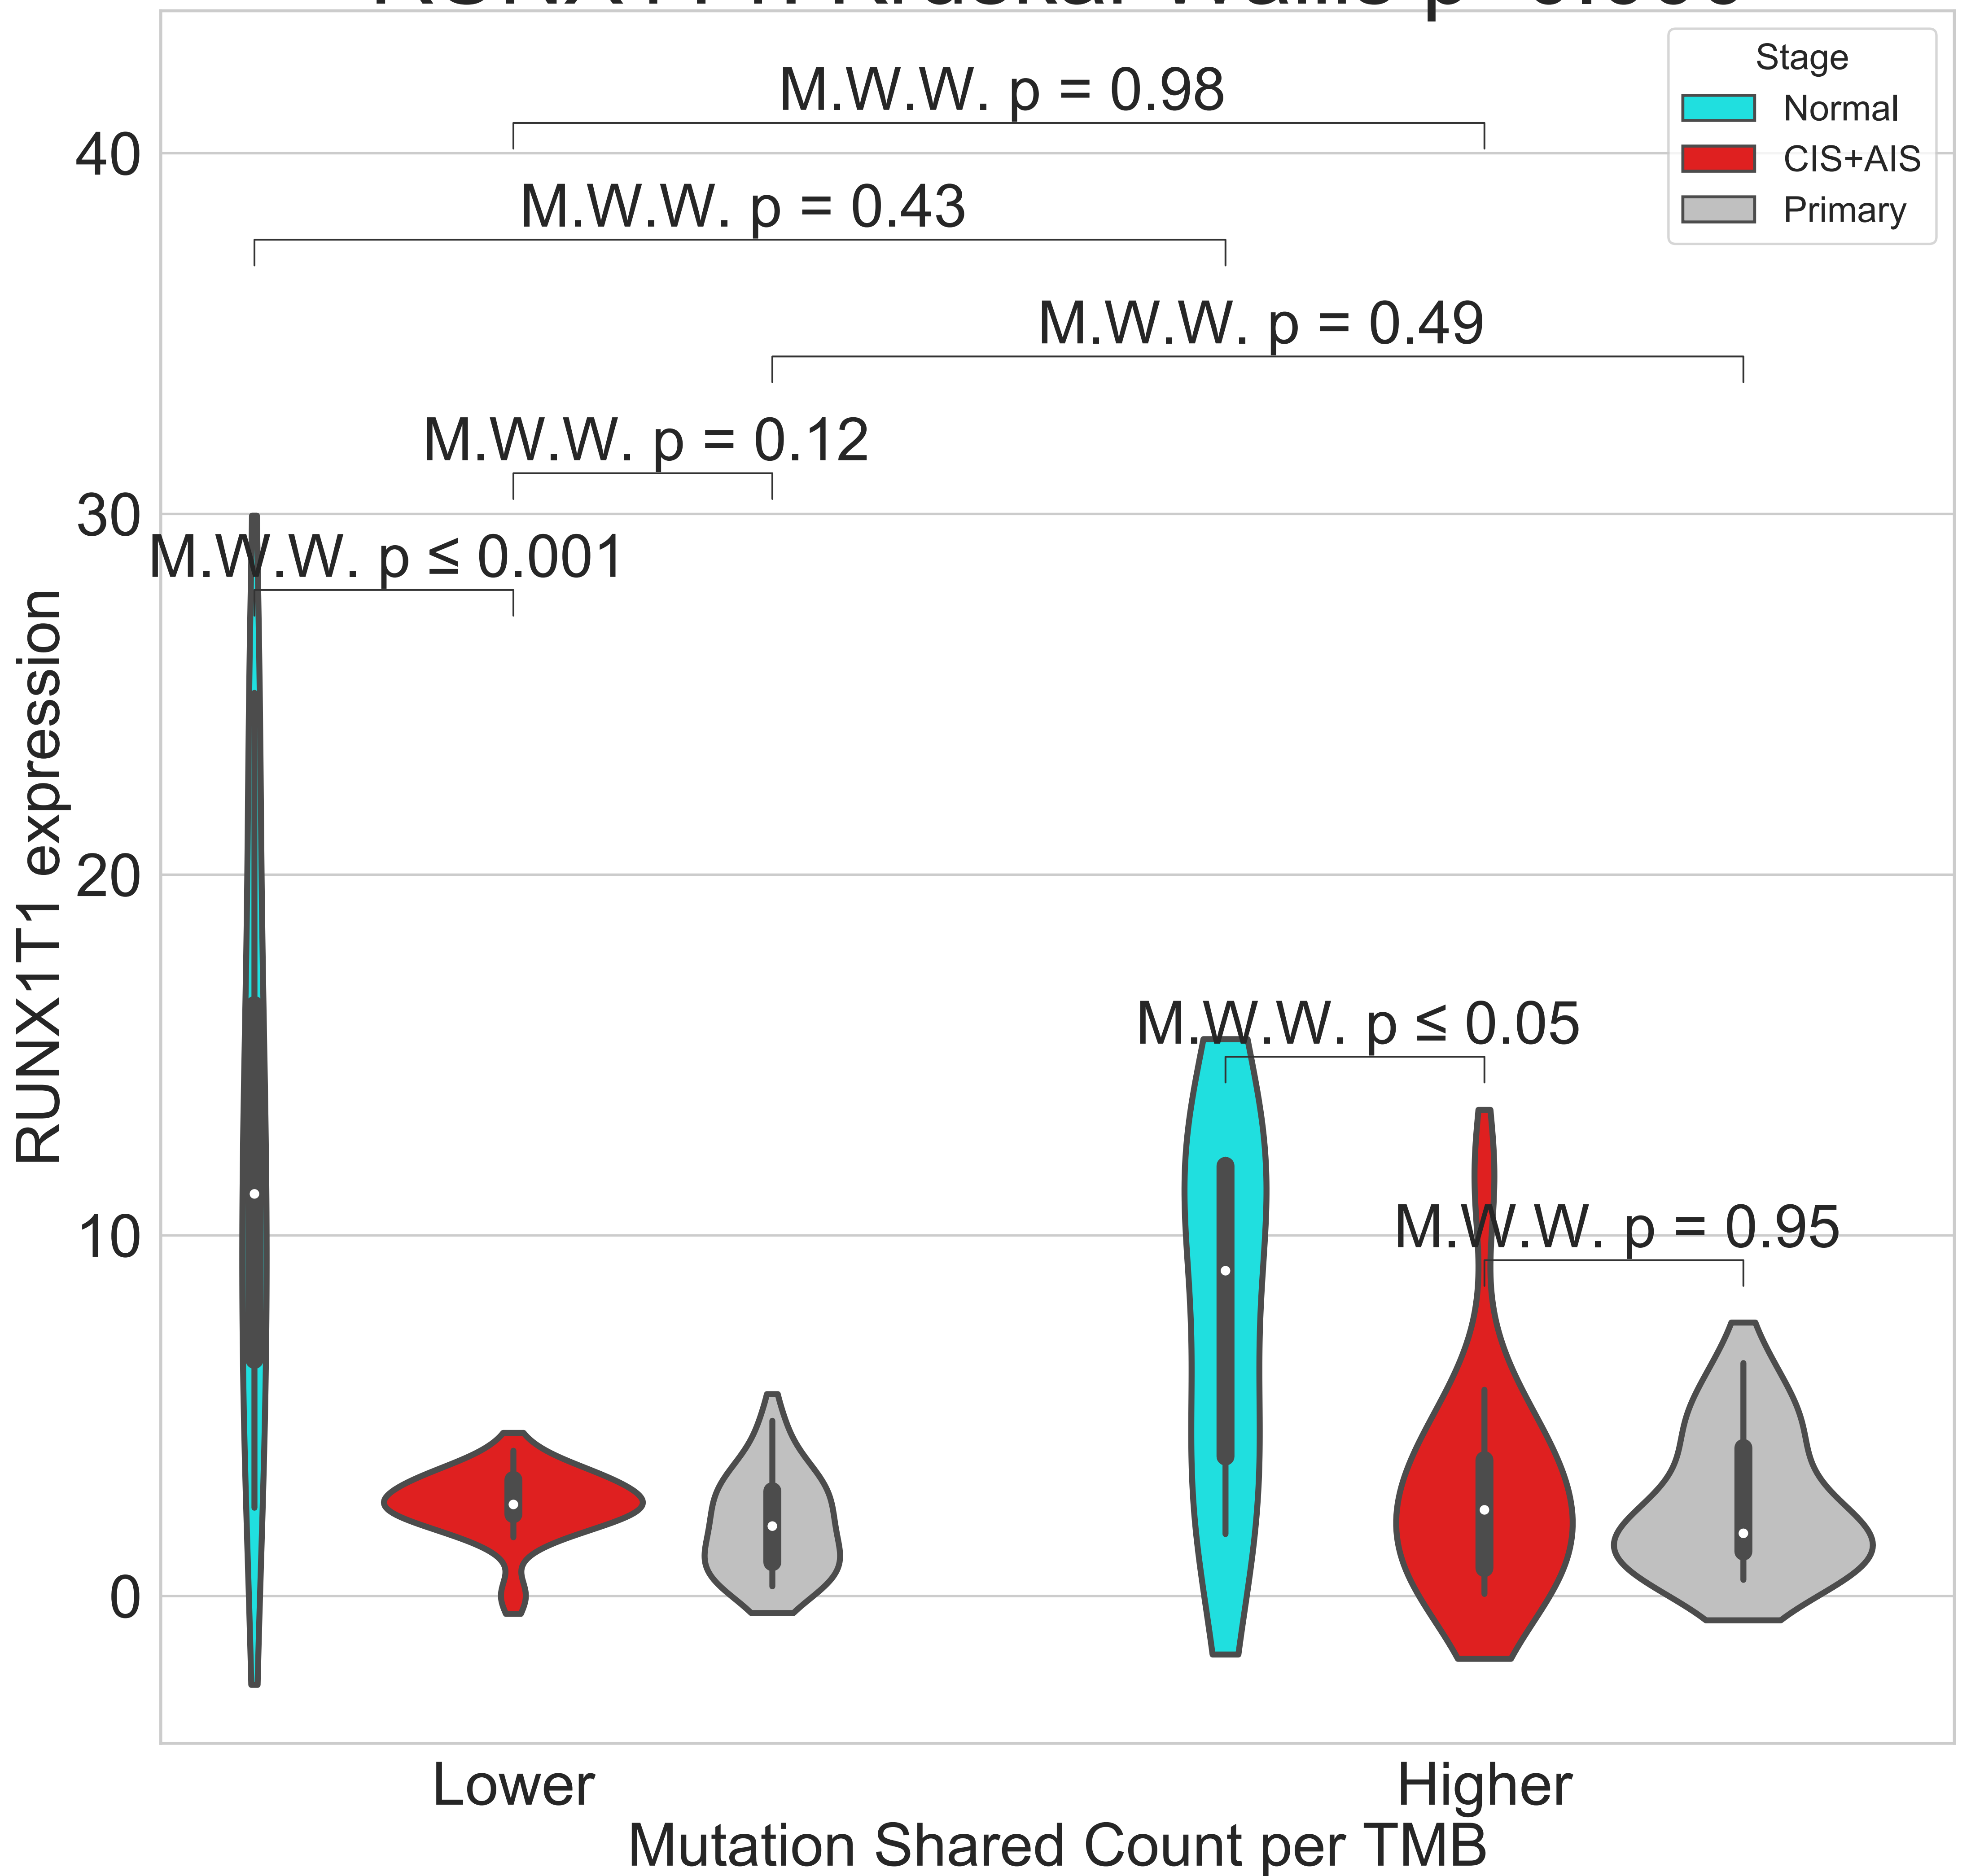 Stage
Normal
CIS+AIS
Primary
M.W.W. p = 0.98
M.W.W. p = 0.43
M.W.W. p = 0.49
M.W.W. p = 0.12
M.W.W. p ≤ 0.001
M.W.W. p ≤ 0.05
M.W.W. p = 0.95
40
30
20
10
0
RUNX1T1 expression
Lower
Higher
Mutation Shared Count per TMB